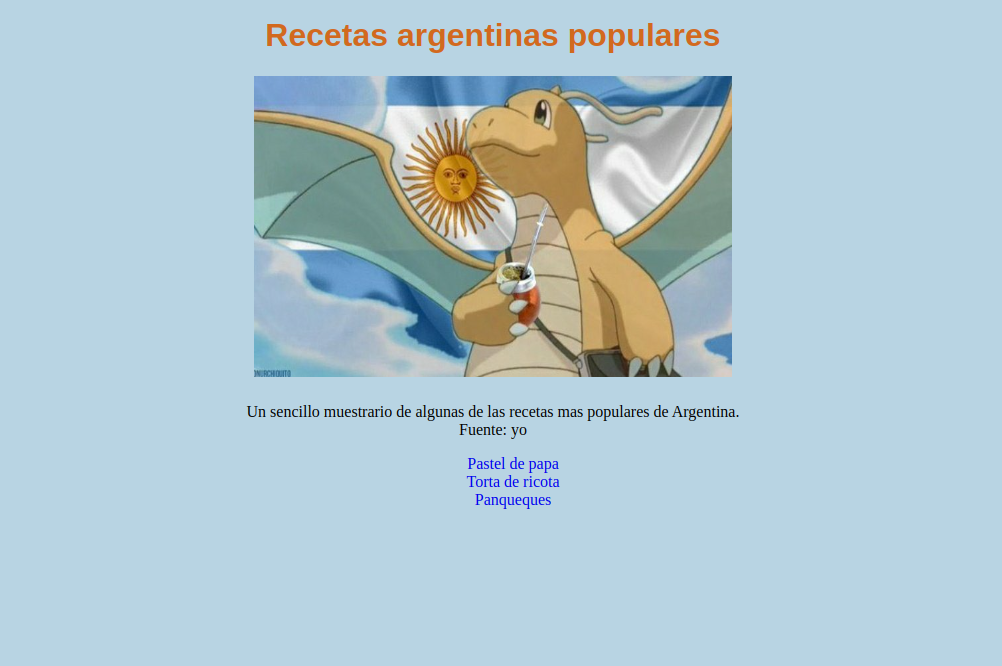 Recetas argentinas populares
Un sencillo muestrario de algunas de las recetas mas populares de Argentina.
Fuente: yo
Pastel de papa
Torta de ricota
Panqueques